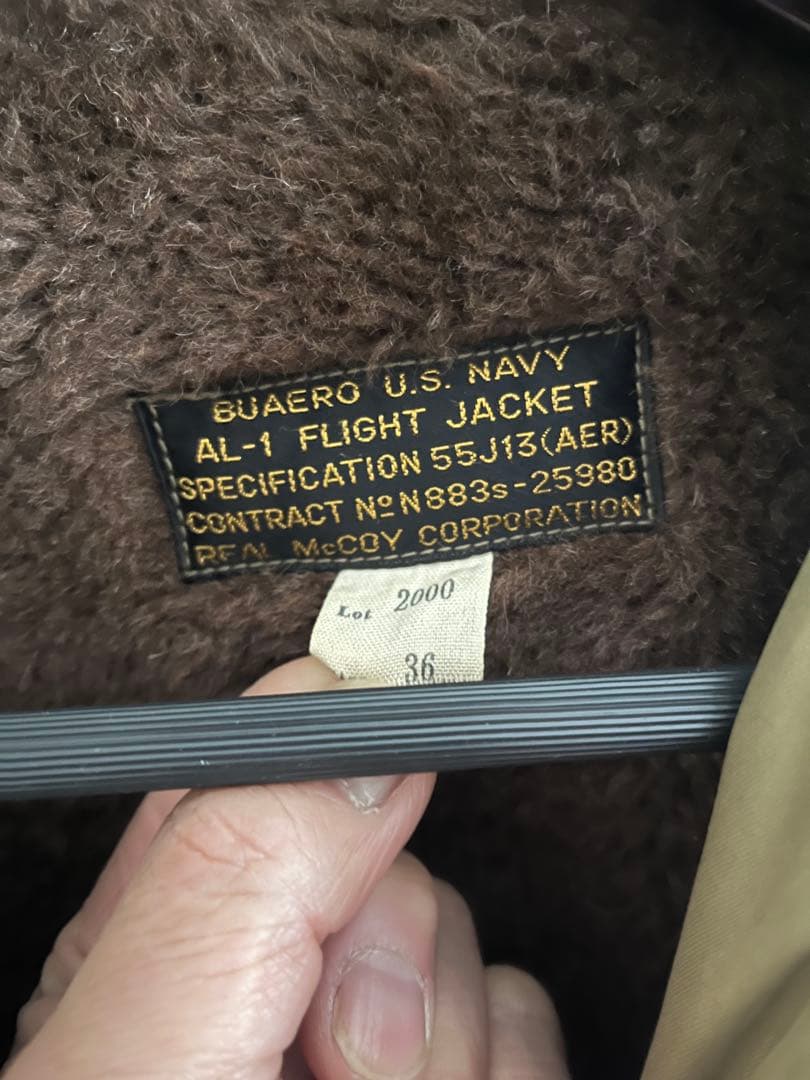 BUAERO U.S. NAVY
AL-1 FLIGHT JACKET
SPECIFICATION 55J13(AER)
CONTRACT Nº N883s-25980
REAL McCOY CORPORATION
Lot 2000
36